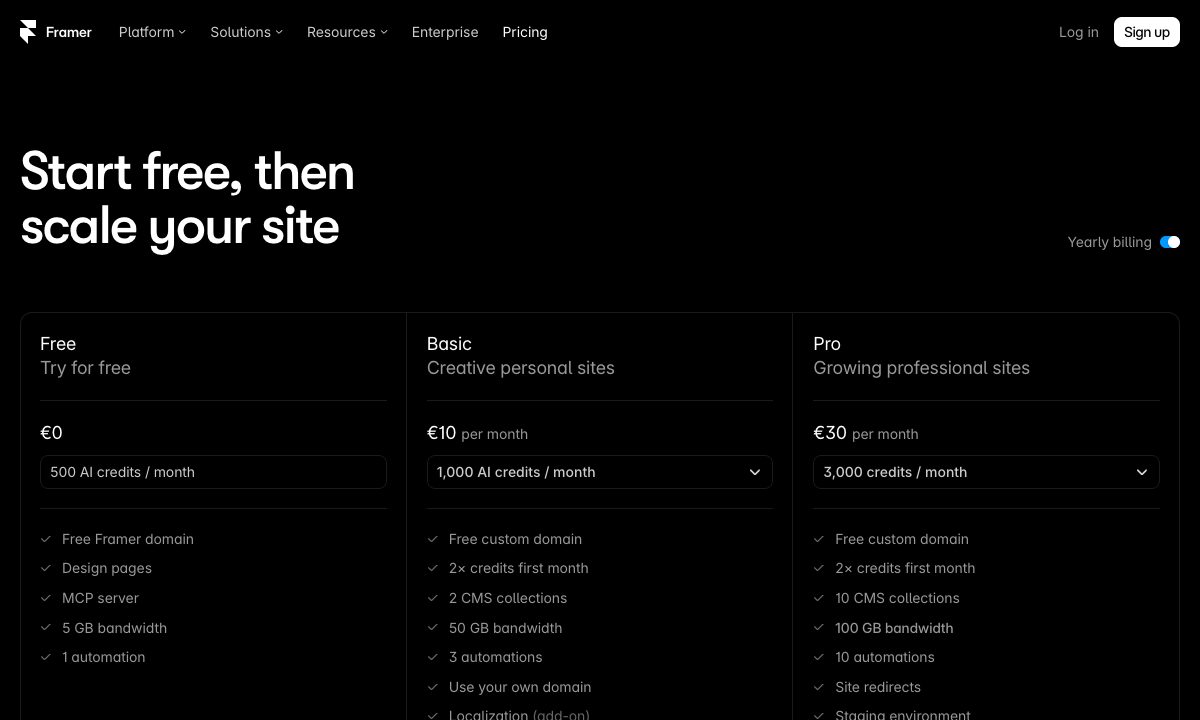 Framer
Platform
Solutions
Resources
Enterprise
Pricing
Log in
Sign up
Start free, then
scale your site
Yearly billing
Free
Try for free
€0
500 AI credits / month
Free Framer domain
Design pages
MCP server
5 GB bandwidth
1 automation
Basic
Creative personal sites
€10 per month
1,000 AI credits / month
Free custom domain
2× credits first month
2 CMS collections
50 GB bandwidth
3 automations
Use your own domain
Localization (add-on)
Pro
Growing professional sites
€30 per month
3,000 credits / month
Free custom domain
2× credits first month
10 CMS collections
100 GB bandwidth
10 automations
Site redirects
Staging environment